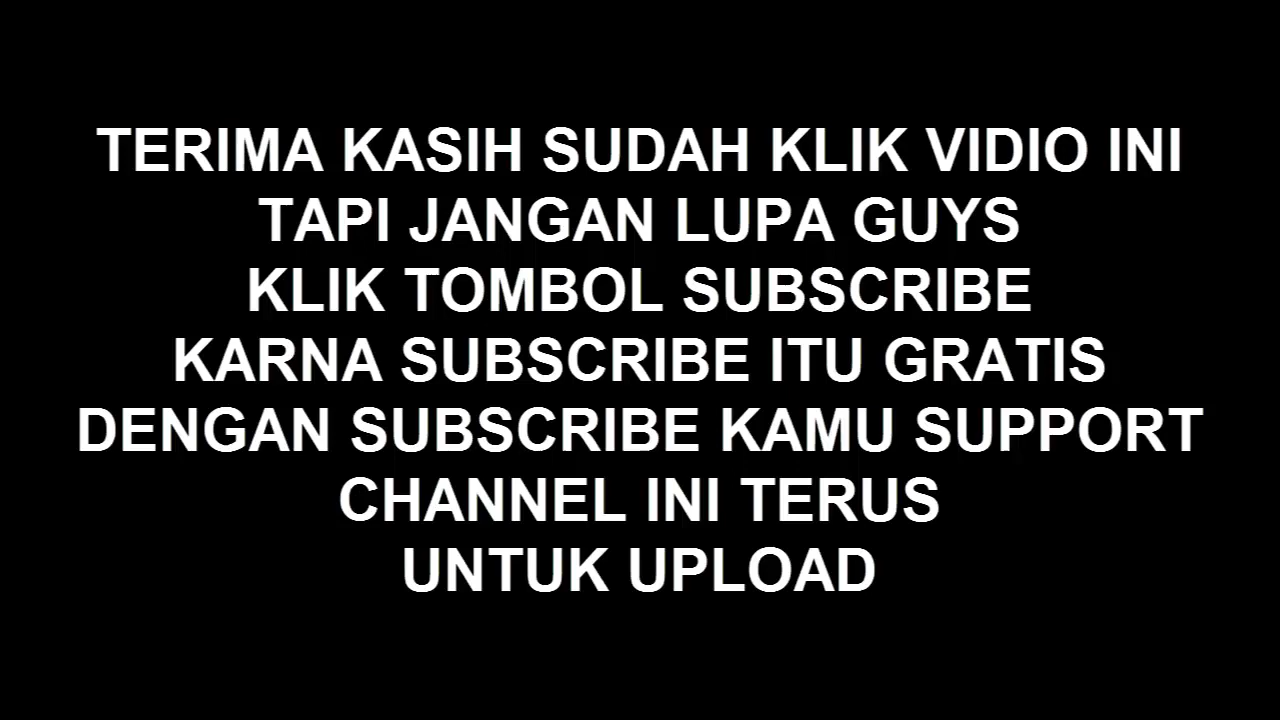 TERIMA KASIH SUDAH KLIK VIDIO INI
TAPI JANGAN LUPA GUYS
KLIK TOMBOL SUBSCRIBE
KARNA SUBSCRIBE ITU GRATIS
DENGAN SUBSCRIBE KAMU SUPPORT
CHANNEL INI TERUS
UNTUK UPLOAD